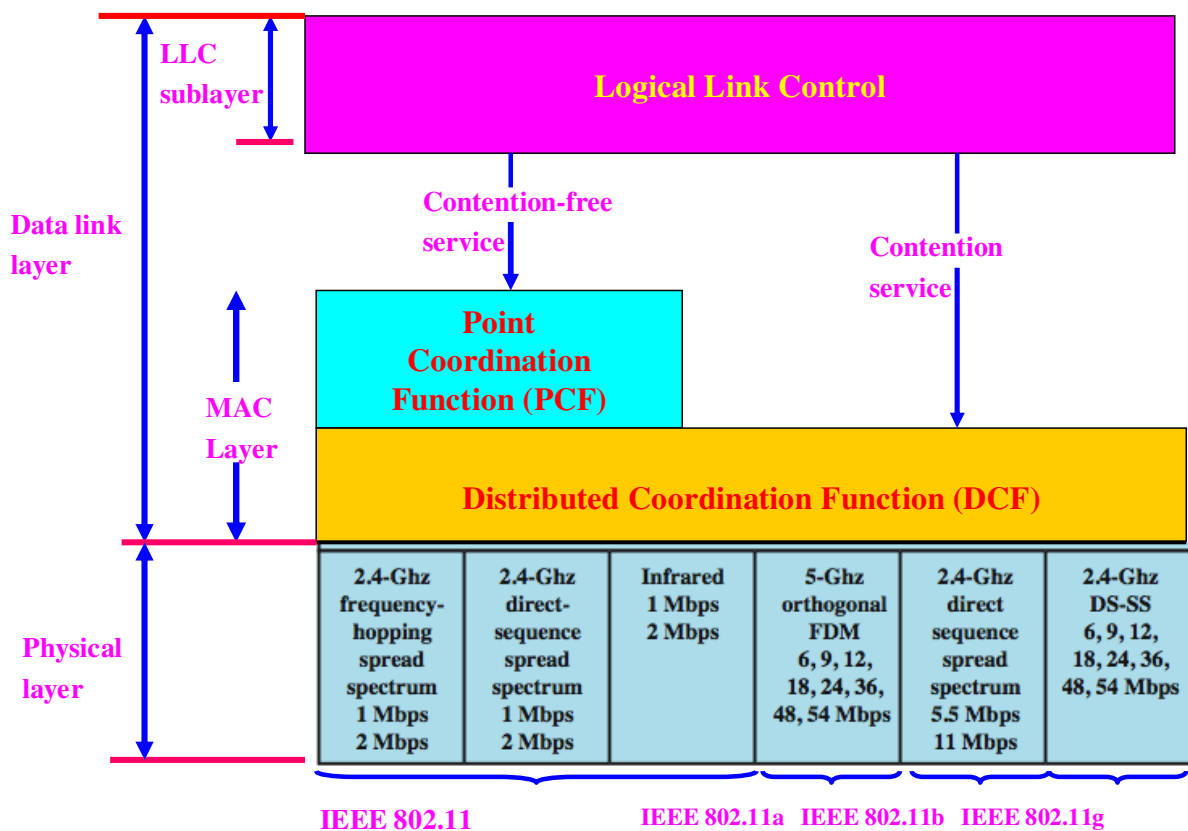 LLC
sublayer
Logical Link Control
Data link
layer
Contention-free
service
Contention
service
MAC
Layer
Point
Coordination
Function (PCF)
Distributed Coordination Function (DCF)
Physical
layer
2.4-Ghz
frequency-
hopping
spread
spectrum
1 Mbps
2 Mbps
2.4-Ghz
direct-
sequence
spread
spectrum
1 Mbps
2 Mbps
Infrared
1 Mbps
2 Mbps
5-Ghz
orthogonal
FDM
6, 9, 12,
18, 24, 36,
48, 54 Mbps
2.4-Ghz
direct
sequence
spread
spectrum
5.5 Mbps
11 Mbps
2.4-Ghz
DS-SS
6, 9, 12,
18, 24, 36,
48, 54 Mbps
IEEE 802.11
IEEE 802.11a
IEEE 802.11b
IEEE 802.11g